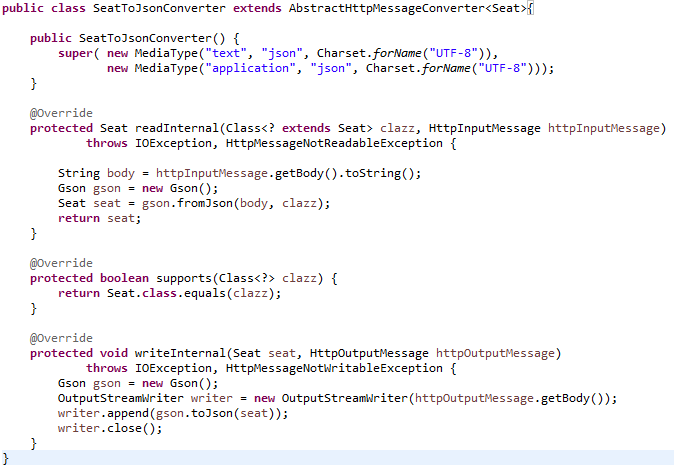 public class SeatToJsonConverter extends AbstractHttpMessageConverter<Seat>{
public SeatToJsonConverter() {
super( new MediaType("text", "json", Charset.forName("UTF-8")),
new MediaType("application", "json", Charset.forName("UTF-8")));
}
@Override
protected Seat readInternal(Class<? extends Seat> clazz, HttpInputMessage httpInputMessage)
throws IOException, HttpMessageNotReadableException {
String body = httpInputMessage.getBody().toString();
Gson gson = new Gson();
Seat seat = gson.fromJson(body, clazz);
return seat;
}
@Override
protected boolean supports(Class<?> clazz) {
return Seat.class.equals(clazz);
}
@Override
protected void writeInternal(Seat seat, HttpOutputMessage httpOutputMessage)
throws IOException, HttpMessageNotWritableException {
Gson gson = new Gson();
OutputStreamWriter writer = new OutputStreamWriter(httpOutputMessage.getBody());
writer.append(gson.toJson(seat));
writer.close();
}
}